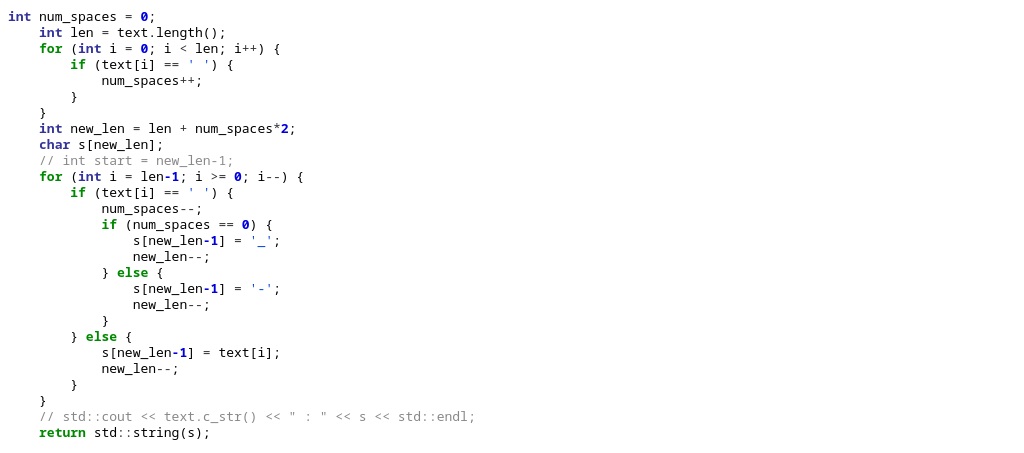 int num_spaces = 0;
    int len = text.length();
    for (int i = 0; i < len; i++) {
        if (text[i] == ' ') {
            num_spaces++;
        }
    }
    int new_len = len + num_spaces*2;
    char s[new_len];
    // int start = new_len-1;
    for (int i = len-1; i >= 0; i--) {
        if (text[i] == ' ') {
            num_spaces--;
            if (num_spaces == 0) {
                s[new_len-1] = '_';
                new_len--;
            } else {
                s[new_len-1] = '-';
                new_len--;
            }
        } else {
            s[new_len-1] = text[i];
            new_len--;
        }
    }
    // std::cout << text.c_str() << " : " << s << std::endl;
    return std::string(s);